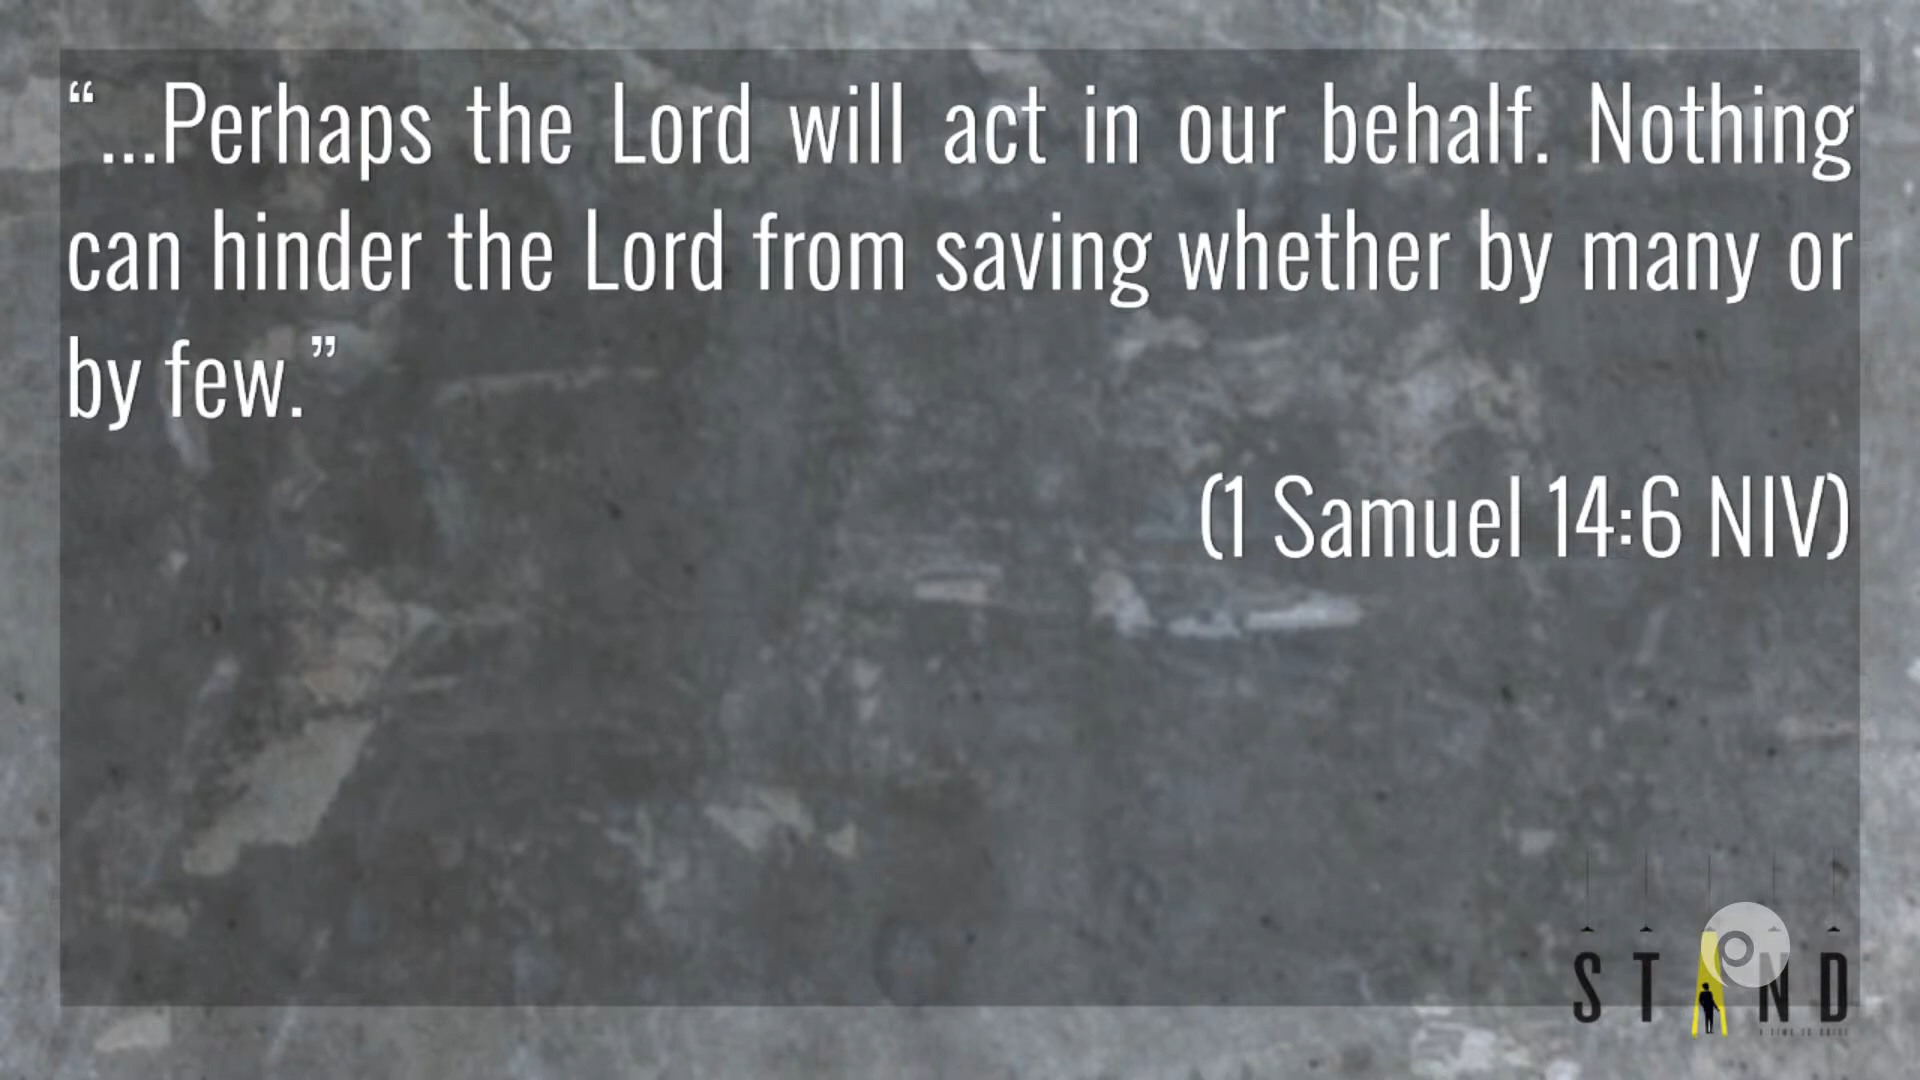 “...Perhaps the Lord will act in our behalf. Nothing
can hinder the Lord from saving whether by many or
by few.”
(1 Samuel 14:6 NIV)
STAND